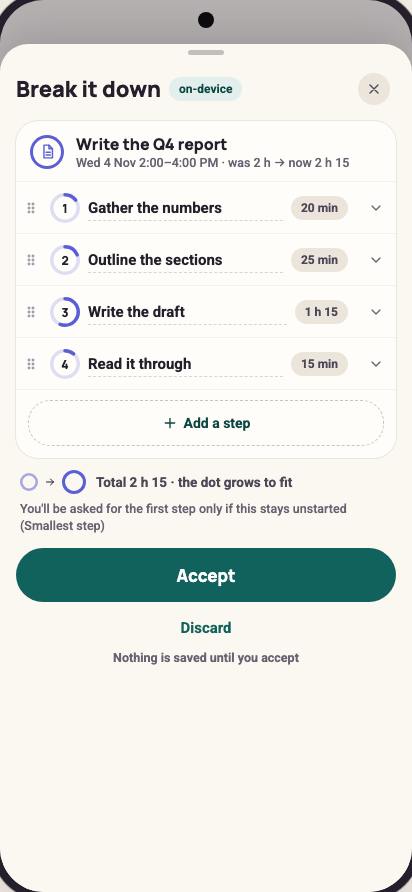 Break it down on-device
Write the Q4 report
Wed 4 Nov 2:00–4:00 PM · was 2 h → now 2 h 15
1 Gather the numbers 20 min
2 Outline the sections 25 min
3 Write the draft 1 h 15
4 Read it through 15 min
+ Add a step
→ Total 2 h 15 · the dot grows to fit
You'll be asked for the first step only if this stays unstarted
(Smallest step)
Accept
Discard
Nothing is saved until you accept